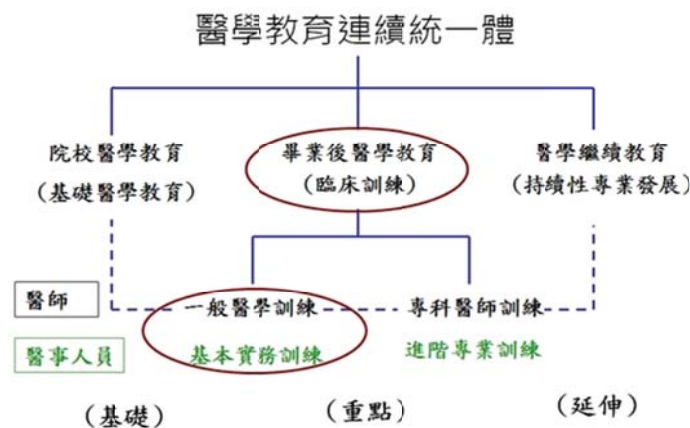 醫學教育連續統一體
院校醫學教育
(基礎醫學教育)
畢業後醫學教育
(臨床訓練)
醫學繼續教育
(持續性專業發展)
醫師
一般醫學訓練
專科醫師訓練
醫事人員
基本實務訓練
進階專業訓練
(基礎)
(重點)
(延伸)